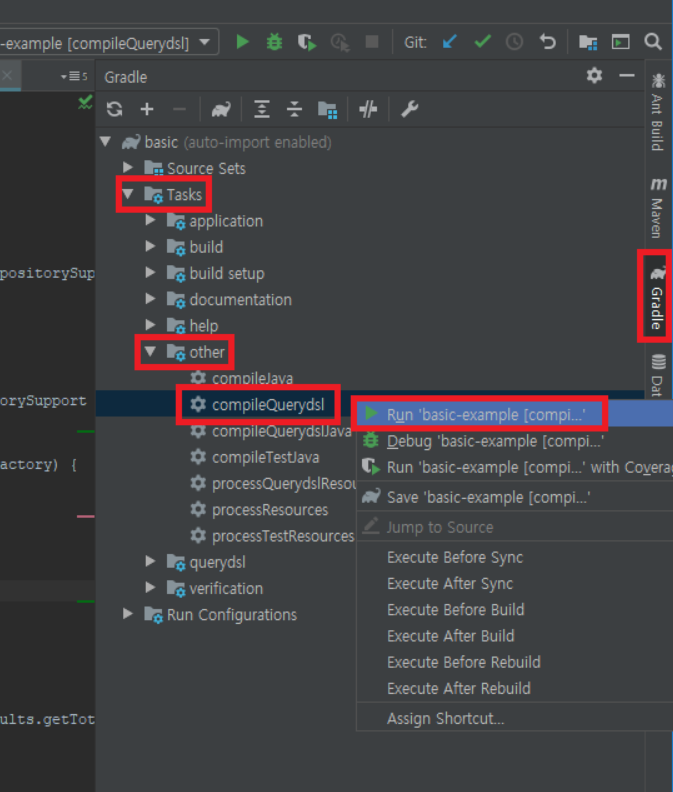 -example [compileQuerydsl]
Git:
5
Gradle
basic (auto-import enabled)
Source Sets
Tasks
application
build
build setup
documentation
help
other
compileJava
compileQuerydsl
compileQuerydslJava
compileTestJava
processQuerydslResou
processResources
processTestResources
querydsl
verification
Run Configurations
Run 'basic-example [compi...'
Debug 'basic-example [compi...'
Run 'basic-example [compi...' with Covera
Save 'basic-example [compi...'
Jump to Source
Execute Before Sync
Execute After Sync
Execute Before Build
Execute After Build
Execute Before Rebuild
Execute After Rebuild
Assign Shortcut...
positorySup
orySupport
actory) {
ults.getTot
Ant Build
m Maven
Gradle
Dat